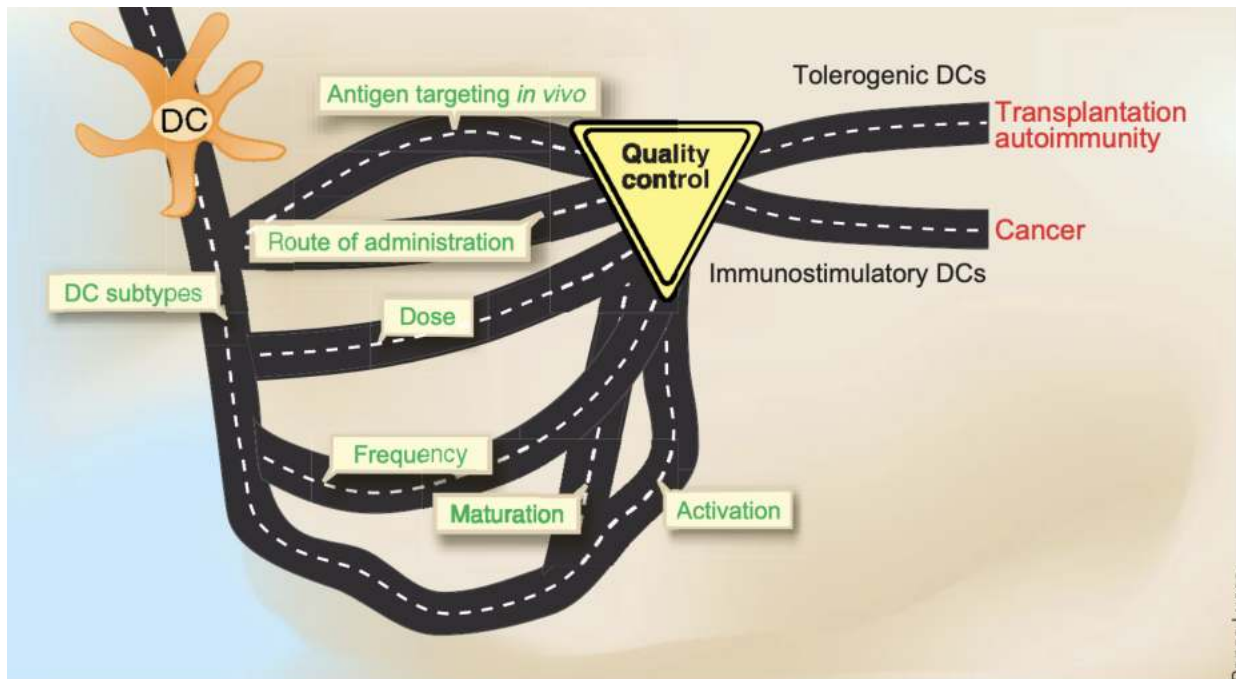 DC
Antigen targeting in vivo
Quality
control
Tolerogenic DCs
Transplantation
autoimmunity
Route of administration
Cancer
DC subtypes
Immunostimulatory DCs
Dose
Frequency
Maturation
Activation